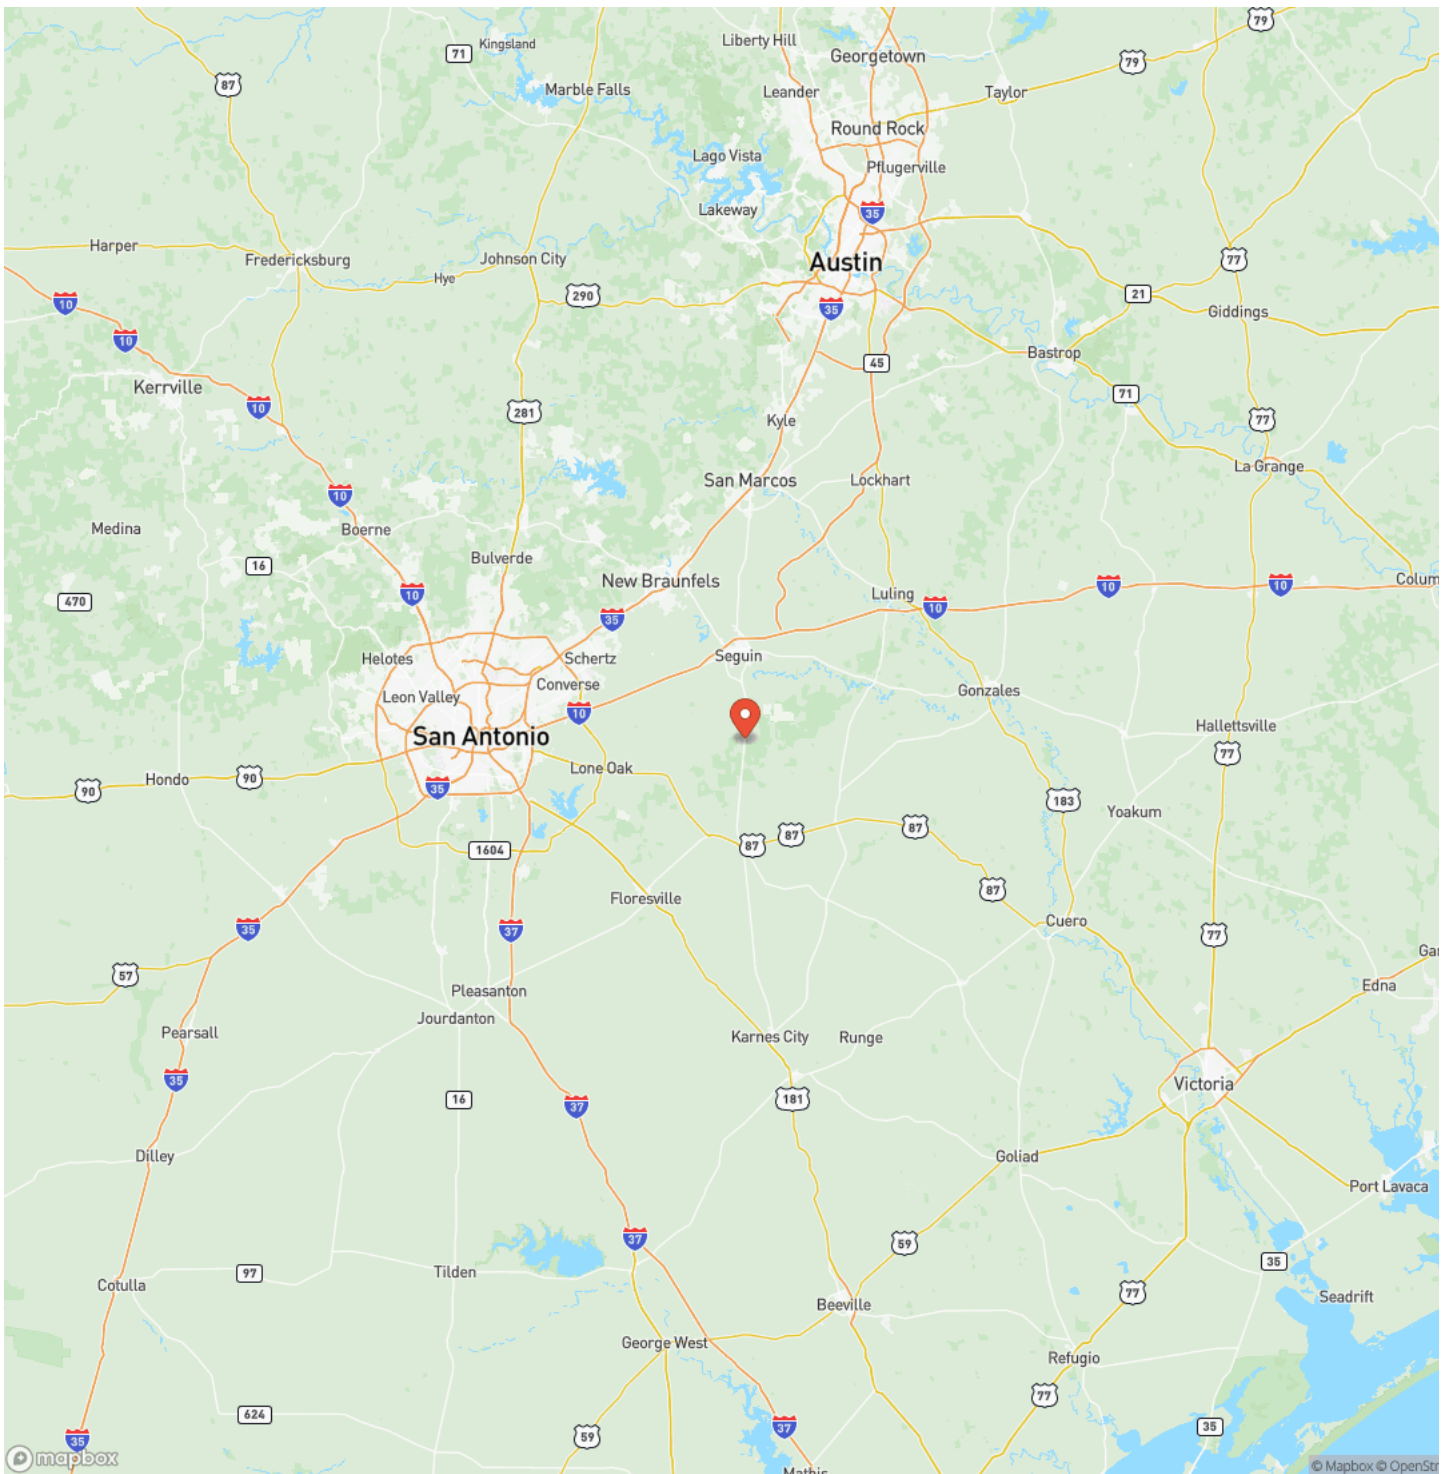 79
Kingsland
Liberty Hill
71
Georgetown
79
87
Marble Falls
Leander
Taylor
Round Rock
Lago Vista
Pflugerville
Lakeway
35
Harper
Fredericksburg
Johnson City
Austin
77
Hye
10
290
21
35
Giddings
10
Bastrop
45
Kerrville
71
10
281
Kyle
77
La Grange
San Marcos
Lockhart
10
Medina
Boerne
16
Bulverde
New Braunfels
10
10
10
Colum
470
Luling
10
35
Helotes
Schertz
Seguin
Converse
Leon Valley
Gonzales
10
San Antonio
Hallettsville
77
Lone Oak
Hondo
90
90
35
183
Yoakum
87
87
87
1604
87
Floresville
Cuero
35
37
77
Gar
57
Edna
Pleasanton
Jourdanton
Pearsall
Karnes City
Runge
35
Victoria
16
181
37
Dilley
Goliad
Port Lavaca
37
59
35
97
Tilden
Cotulla
77
Seadrift
Beeville
George West
Refugio
77
624
37
35
35
59
mapbox
© Mapbox © OpenStr
Mathis